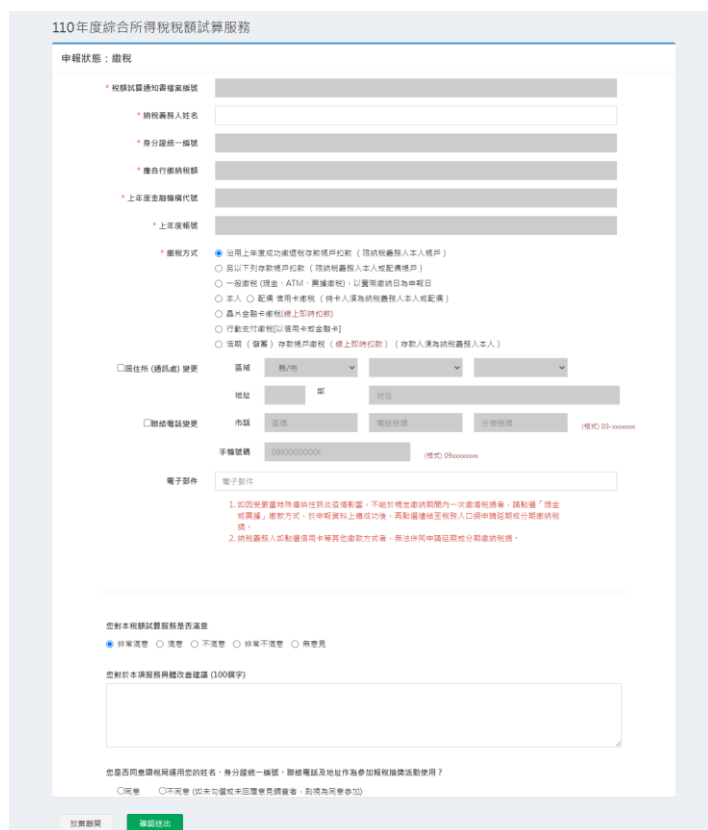 110年度綜合所得稅稅額試算服務
申報狀態：繳稅
* 稅額試算通知書檔案編號
* 納稅義務人姓名
* 身分證統一編號
* 應自行繳納稅額
* 上年度金融機構代號
* 上年度帳號
* 繳稅方式
沿用上年度成功繳退稅存款帳戶扣款 ( 限納稅義務人本人帳戶 )
另以下列存款帳戶扣款 ( 限納稅義務人本人或配偶帳戶 )
一般繳稅 (現金、ATM、票據繳稅)，以實際繳納日為申報日
本人 配偶 信用卡繳稅 ( 持卡人須為納稅義務人本人或配偶 )
晶片金融卡繳稅(線上即時扣款)
行動支付繳稅[以信用卡或金融卡]
活期 ( 儲蓄 ) 存款帳戶繳稅 ( 線上即時扣款 ) ( 存款人須為納稅義務人本人 )
居住所 (通訊處) 變更 區域 縣/市
地址 鄰 地址
聯絡電話變更 市話 區碼 電話號碼 分機號碼 (格式) 03-xxxxxxx
手機號碼 09XXXXXXXX (格式) 09xxxxxxxx
電子郵件 電子郵件
1. 如因受嚴重特殊傳染性肺炎疫情影響，不能於規定繳納期間內一次繳清稅捐者，請點選「現金
或票據」繳款方式，於申報資料上傳成功後，再點選連結至稅務入口網申請延期或分期繳納稅
捐。
2. 納稅義務人如點選信用卡等其他繳款方式者，無法併同申請延期或分期繳納稅捐。
您對本稅額試算服務是否滿意
非常滿意 滿意 不滿意 非常不滿意 無意見
您對於本項服務具體改善建議 (100個字)
您是否同意國稅局運用您的姓名、身分證統一編號、聯絡電話及地址作為參加報稅抽獎活動使用？
同意 不同意 (如未勾選或未回覆意見調查者，則視為同意參加)
放棄離開 確認送出